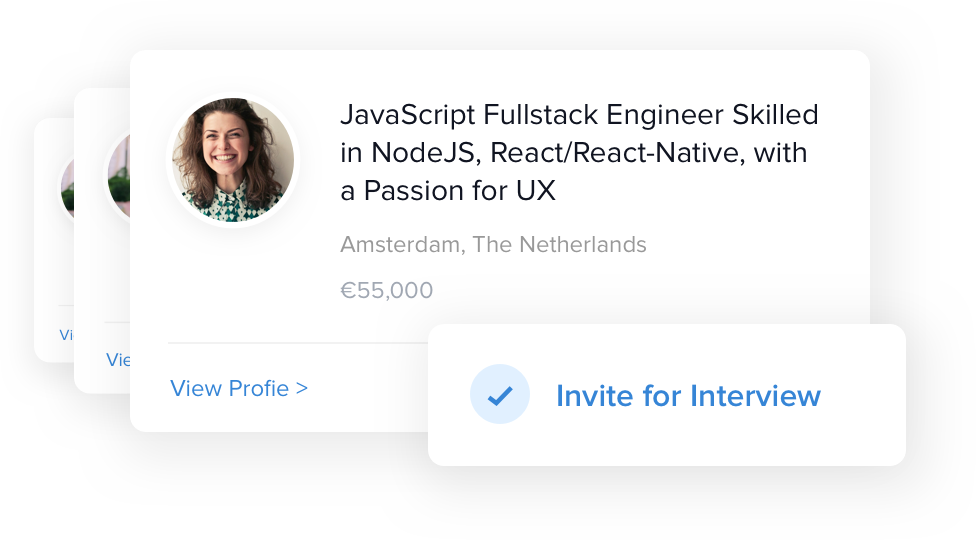 JavaScript Fullstack Engineer Skilled
in NodeJS, React/React-Native, with
a Passion for UX
Amsterdam, The Netherlands
€55,000
Vi
Vie
View Profie >
Invite for Interview